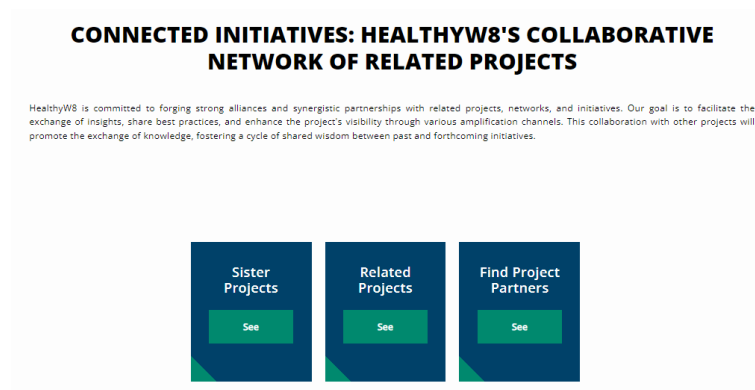 CONNECTED INITIATIVES: HEALTHYW8'S COLLABORATIVE
NETWORK OF RELATED PROJECTS
HealthyW8 is committed to forging strong alliances and synergistic partnerships with related projects, networks, and initiatives. Our goal is to facilitate the
exchange of insights, share best practices, and enhance the project's visibility through various amplification channels. This collaboration with other projects will
promote the exchange of knowledge, fostering a cycle of shared wisdom between past and forthcoming initiatives.
Sister
Projects
See
Related
Projects
See
Find Project
Partners
See